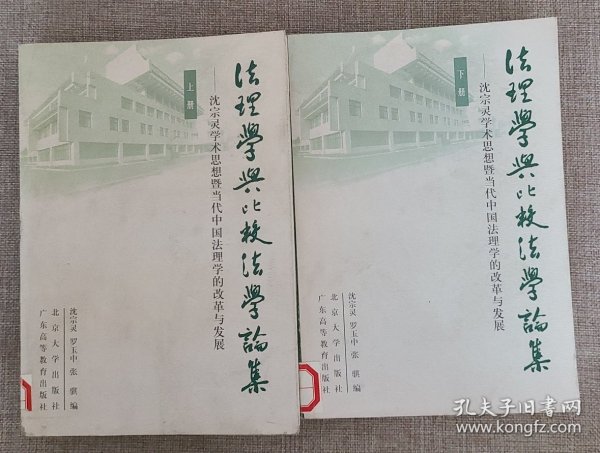 上册
法理學與比较法學論集
——沈宗灵学术思想暨当代中国法理学的改革与发展
沈宗灵 罗玉中 张骐 编
北京大学出版社
广东高等教育出版社
下册
法理學與比较法學論集
——沈宗灵学术思想暨当代中国法理学的改革与发展
沈宗灵 罗玉中 张骐 编
北京大学出版社
广东高等教育出版社
孔夫子旧书网
www.kongfz.com